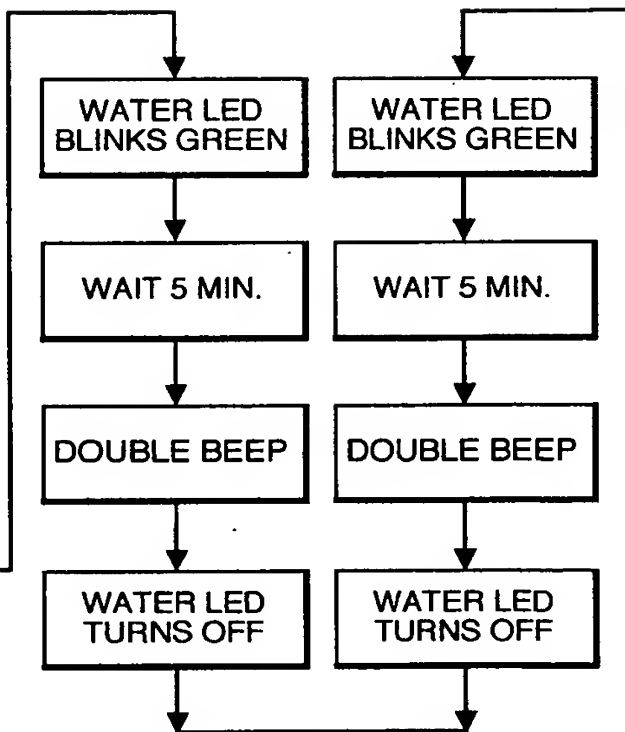 WATER LED
BLINKS GREEN
WAIT 5 MIN.
DOUBLE BEEP
WATER LED
TURNS OFF
WATER LED
BLINKS GREEN
WAIT 5 MIN.
DOUBLE BEEP
WATER LED
TURNS OFF